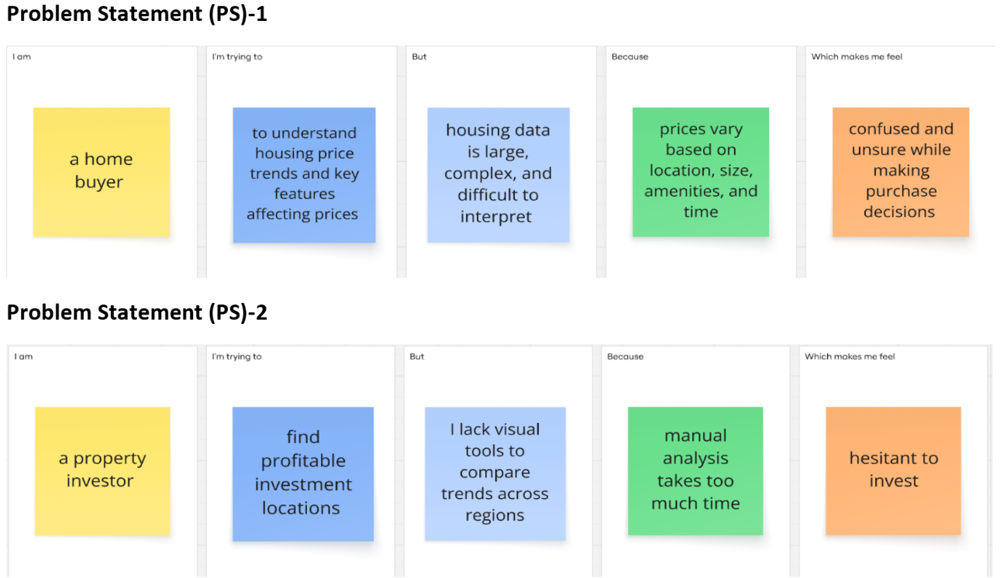 Problem Statement (PS)-1
I am
I'm trying to
But
Because
Which makes me feel
a home
buyer
to understand
housing price
trends and key
features
affecting prices
housing data
is large,
complex, and
difficult to
interpret
prices vary
based on
location, size,
amenities, and
time
confused and
unsure while
making
purchase
decisions
Problem Statement (PS)-2
I am
I'm trying to
But
Because
Which makes me feel
a property
investor
find
profitable
investment
locations
I lack visual
tools to
compare
trends across
regions
manual
analysis
takes too
much time
hesitant to
invest